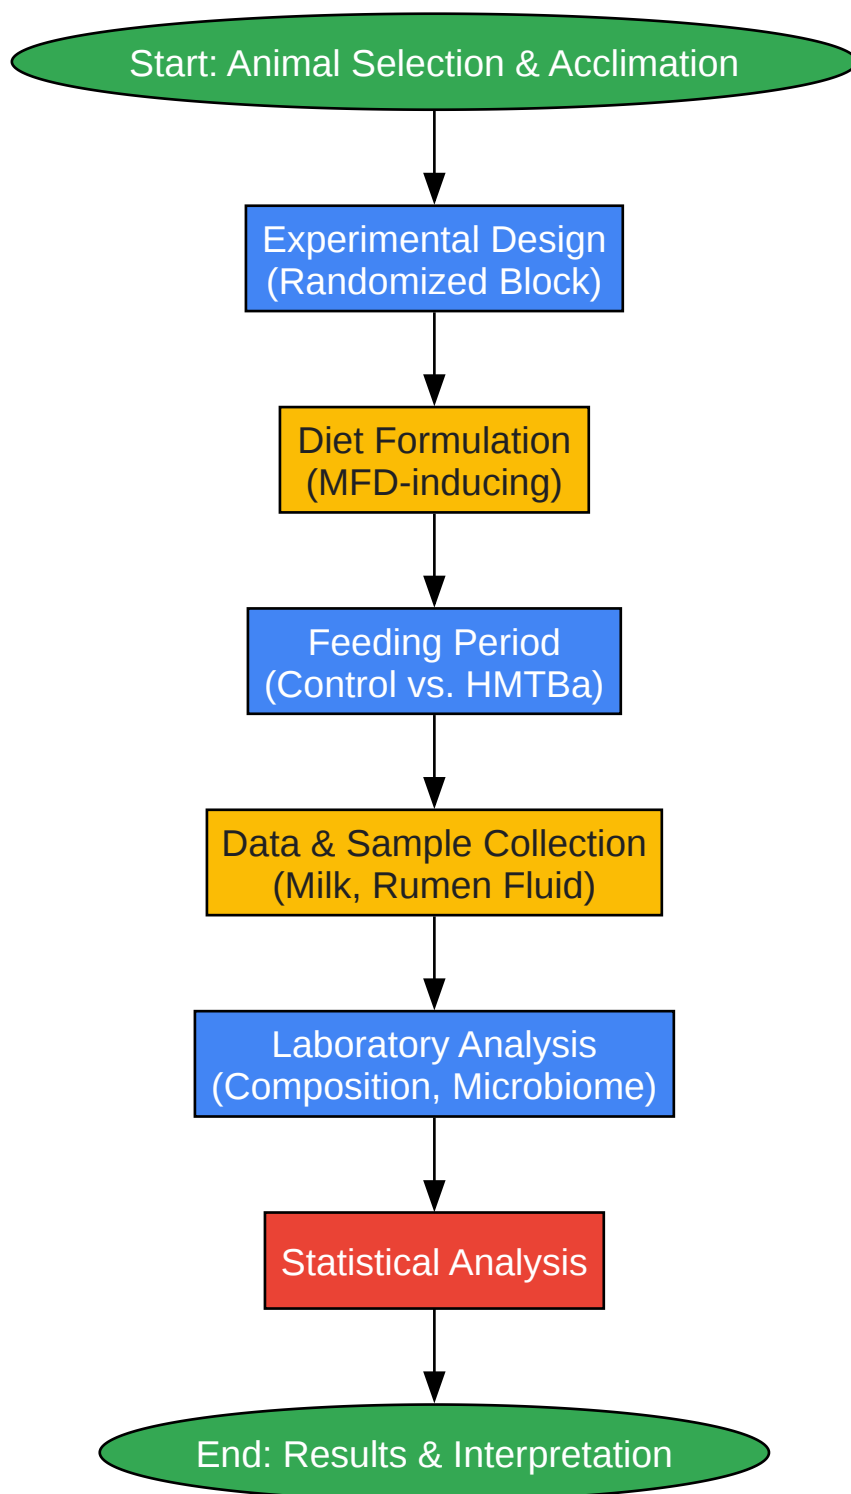 Start: Animal Selection & Acclimation
Experimental Design
(Randomized Block)
Diet Formulation
(MFD-inducing)
Feeding Period
(Control vs. HMTBa)
Data & Sample Collection
(Milk, Rumen Fluid)
Laboratory Analysis
(Composition, Microbiome)
Statistical Analysis
End: Results & Interpretation